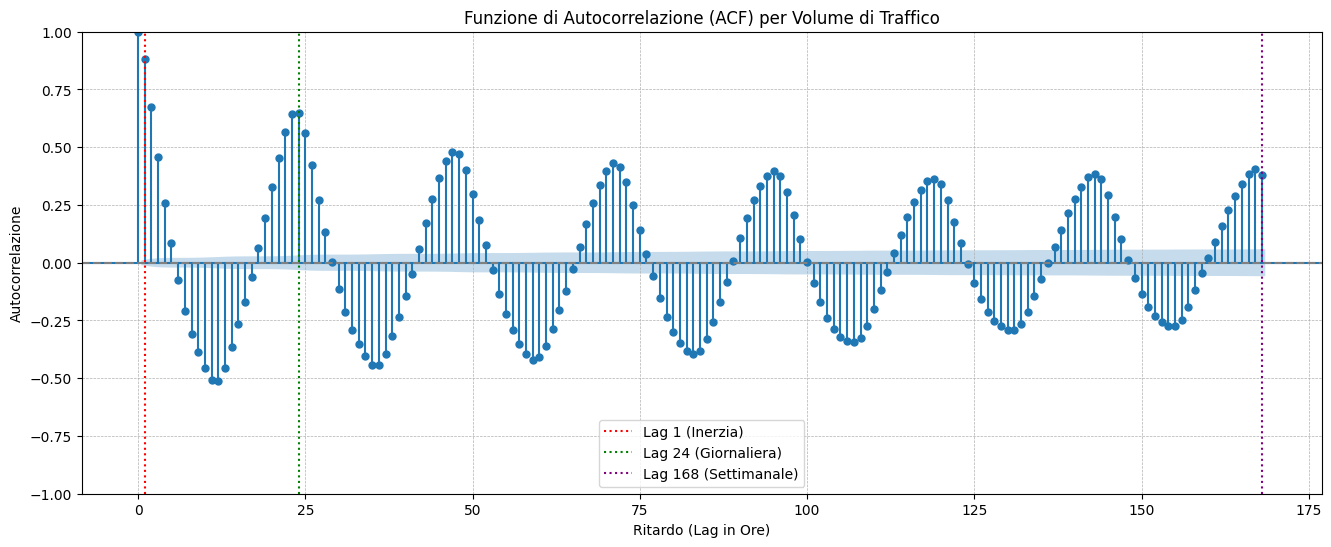 Funzione di Autocorrelazione (ACF) per Volume di Traffico
Autocorrelazione
1.00
0.75
0.50
0.25
0.00
−0.25
−0.50
−0.75
−1.00
Lag 1 (Inerzia)
Lag 24 (Giornaliera)
Lag 168 (Settimanale)
0 25 50 75 100 125 150 175
Ritardo (Lag in Ore)